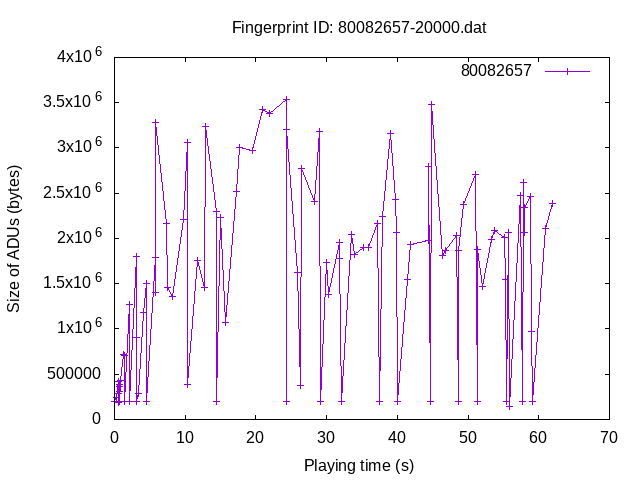 Fingerprint ID: 80082657-20000.dat
80082657
4x10^6
3.5x10^6
3x10^6
2.5x10^6
2x10^6
1.5x10^6
1x10^6
500000
0
Size of ADUs (bytes)
0 10 20 30 40 50 60 70
Playing time (s)